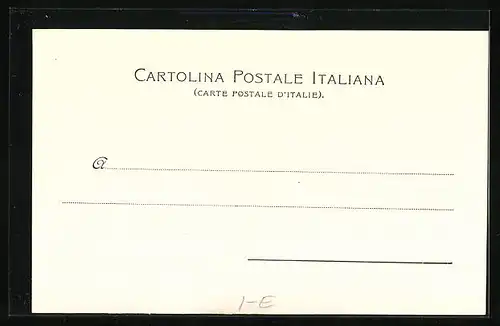 CARTOLINA POSTALE ITALIANA
(CARTE POSTALE D'ITALIE).
A
1-E